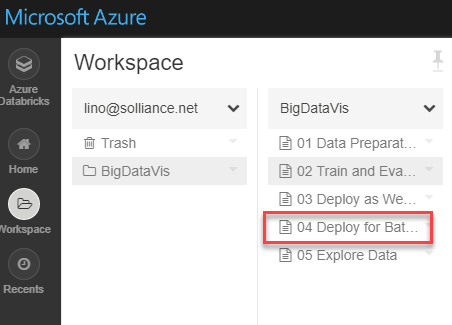 Microsoft Azure
Azure
Databricks
Home
Workspace
Recents
Workspace
lino@solliance.net
Trash
BigDataVis
BigDataVis
01 Data Preparat...
02 Train and Eva...
03 Deploy as We...
04 Deploy for Bat...
05 Explore Data